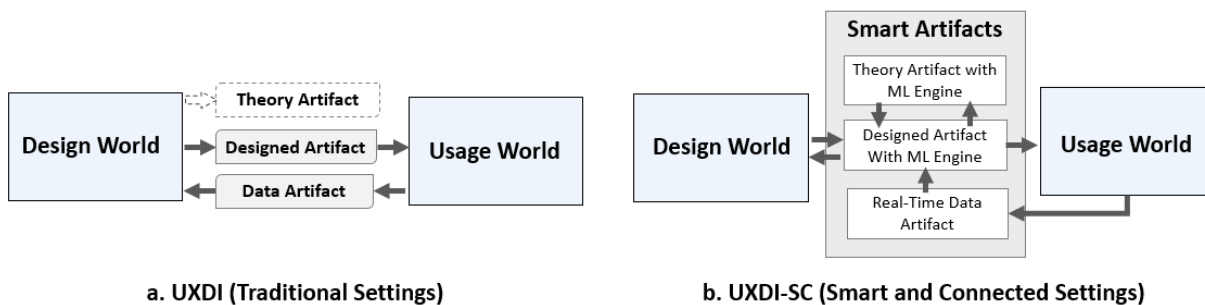 Design World
Theory Artifact
Designed Artifact
Data Artifact
Usage World
a. UXDI (Traditional Settings)
Design World
Smart Artifacts
Theory Artifact with
ML Engine
Designed Artifact
With ML Engine
Real-Time Data
Artifact
Usage World
b. UXDI-SC (Smart and Connected Settings)